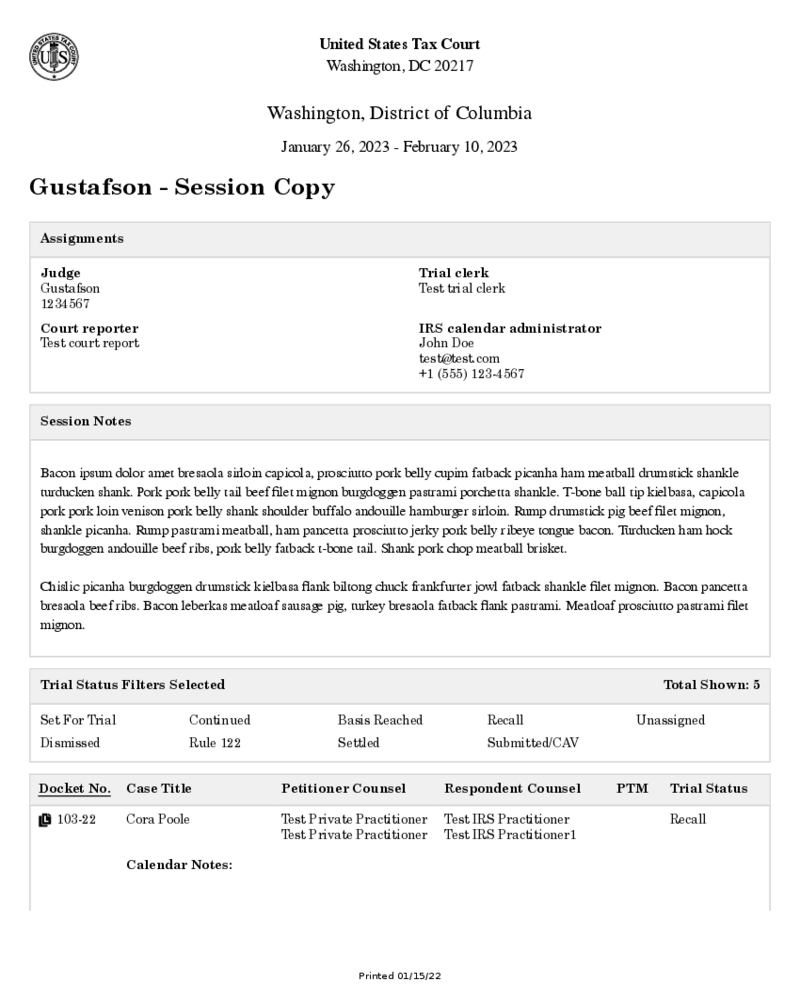 United States Tax Court
Washington, DC 20217
Washington, District of Columbia
January 26, 2023 - February 10, 2023
Gustafson - Session Copy
Assignments
Judge
Gustafson
1234567
Trial clerk
Test trial clerk
Court reporter
Test court report
IRS calendar administrator
John Doe
test@test.com
+1 (555) 123-4567
Session Notes
Bacon ipsum dolor amet bresaola sirloin capicola, prosciutto pork belly cupim fatback picanha ham meatball drumstick shankle
turducken shank. Pork pork belly tail beef filet mignon burgdoggen pastrami porchetta shankle. T-bone ball tip kielbasa, capicola
pork pork loin venison pork belly shank shoulder buffalo andouille hamburger sirloin. Rump drumstick pig beef filet mignon,
shankle picanha. Rump pastrami meatball, ham pancetta prosciutto jerky pork belly ribeye tongue bacon. Turducken ham hock
burgdoggen andouille beef ribs, pork belly fatback t-bone tail. Shank pork chop meatball brisket.
Chislic picanha burgdoggen drumstick kielbasa flank biltong chuck frankfurter jowl fatback shankle filet mignon. Bacon pancetta
bresaola beef ribs. Bacon leberkas meatloaf sausage pig, turkey bresaola fatback flank pastrami. Meatloaf prosciutto pastrami filet
mignon.
Trial Status Filters Selected Total Shown: 5
Set For Trial Continued Basis Reached Recall Unassigned
Dismissed Rule 122 Settled Submitted/CAV
Docket No. Case Title Petitioner Counsel Respondent Counsel PTM Trial Status
103-22 Cora Poole Test Private Practitioner Test IRS Practitioner Recall
Test Private Practitioner Test IRS Practitioner1
Calendar Notes:
Printed 01/15/22